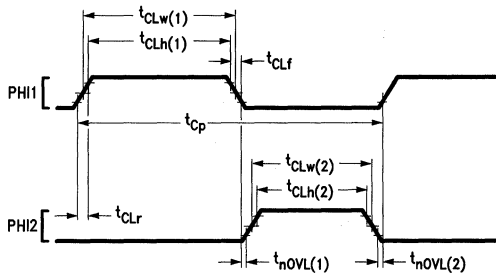 tCLw(1)
tCLh(1)
tCLf
PHI1
tCp
tCLw(2)
tCLh(2)
tCLr
PHI2
tnOVL(1)
tnOVL(2)